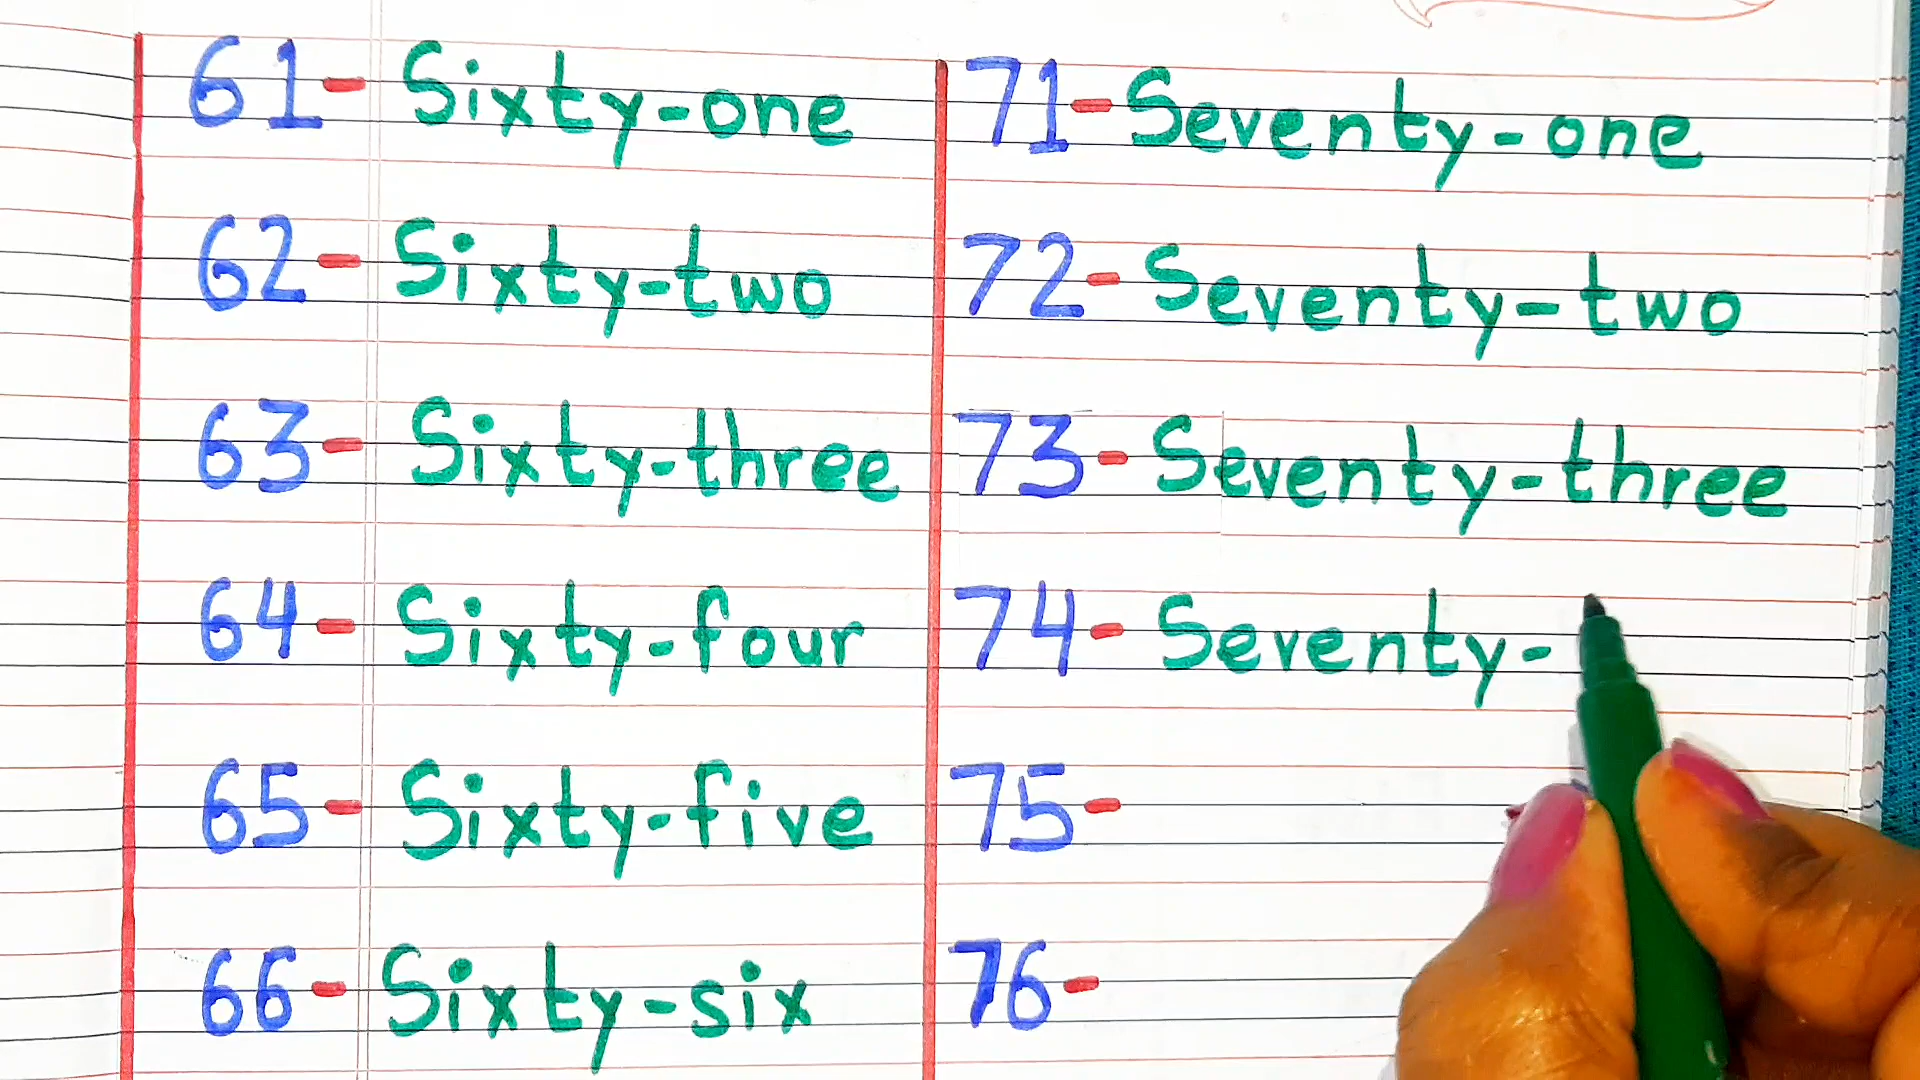 61- Sixty-one
62- Sixty-two
63- Sixty-three
64- Sixty-four
65- Sixty-five
66- Sixty-six
71- Seventy-one
72- Seventy-two
73- Seventy-three
74- Seventy-
75-
76-